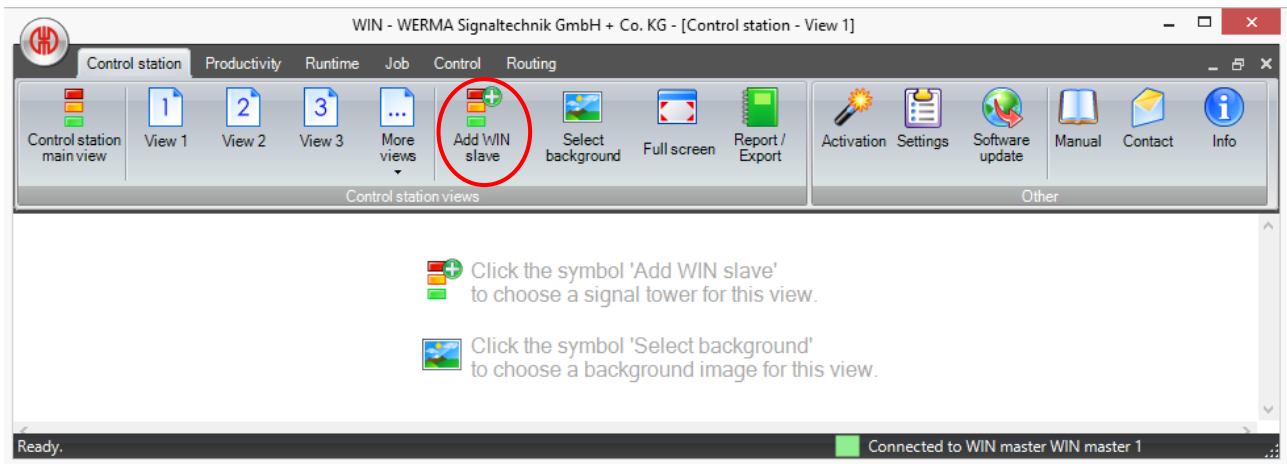 WIN - WERMA Signaltechnik GmbH + Co. KG - [Control station - View 1]
Control station Productivity Runtime Job Control Routing
Control station main view
1
View 1
2
View 2
3
View 3
...
More views
Add WIN slave
Select background
Full screen
Report / Export
Activation
Settings
Software update
Manual
Contact
i
Info
Control station views
Other
Click the symbol 'Add WIN slave'
to choose a signal tower for this view.
Click the symbol 'Select background'
to choose a background image for this view.
Ready.
Connected to WIN master WIN master 1